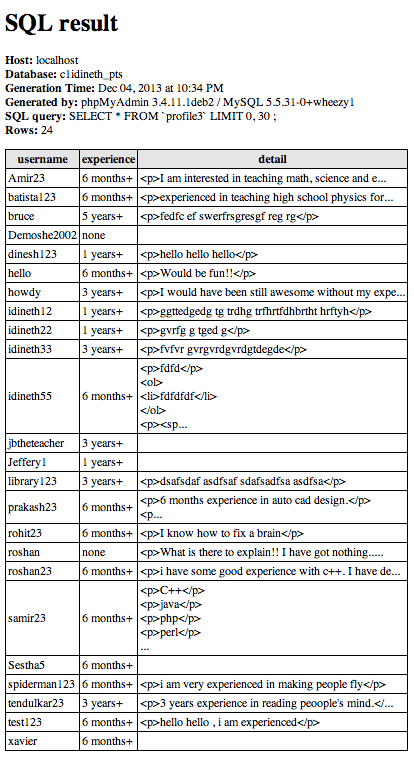 SQL result
Host: localhost
Database: c1idineth_pts
Generation Time: Dec 04, 2013 at 10:34 PM
Generated by: phpMyAdmin 3.4.11.1deb2 / MySQL 5.5.31-0+wheezy1
SQL query: SELECT * FROM `profile3` LIMIT 0, 30 ;
Rows: 24
username experience detail
Amir23 6 months+ <p>I am interested in teaching math, science and e...
batista123 6 months+ <p>experienced in teaching high school physics for...
bruce 5 years+ <p>fedfc ef swerfrsgresgf reg rg</p>
Demoshe2002 none
dinesh123 1 years+ <p>hello hello hello</p>
hello 6 months+ <p>Would be fun!!</p>
howdy 3 years+ <p>I would have been still awesome without my expe...
idineth12 1 years+ <p>ggttedgedg tg trdhg trfhrtfdhbrtht hrftyh</p>
idineth22 1 years+ <p>gvrfg g tged g</p>
idineth33 3 years+ <p>fvfvr gvrgvrdgvrdgtdegde</p>
idineth55 6 months+ <p>fdfd</p>
<ol>
<li>fdfdfdf</li>
</ol>
<p><sp...
jbtheteacher 3 years+
Jeffery1 1 years+
library123 3 years+ <p>dsafsdaf asdfsaf sdafsadfsa asdfsa</p>
prakash23 6 months+ <p>6 months experience in auto cad design.</p>
<p...
rohit23 6 months+ <p>I know how to fix a brain</p>
roshan none <p>What is there to explain!! I have got nothing.....
roshan23 6 months+ <p>i have some good experience with c++. I have de...
samir23 6 months+ <p>C++</p>
<p>java</p>
<p>php</p>
<p>perl</p>
...
Sestha5 6 months+
spiderman123 6 months+ <p>i am very experienced in making people fly</p>
tendulkar23 3 years+ <p>3 years experience in reading peoople's mind.</...
test123 6 months+ <p>hello hello , i am experienced</p>
xavier 6 months+